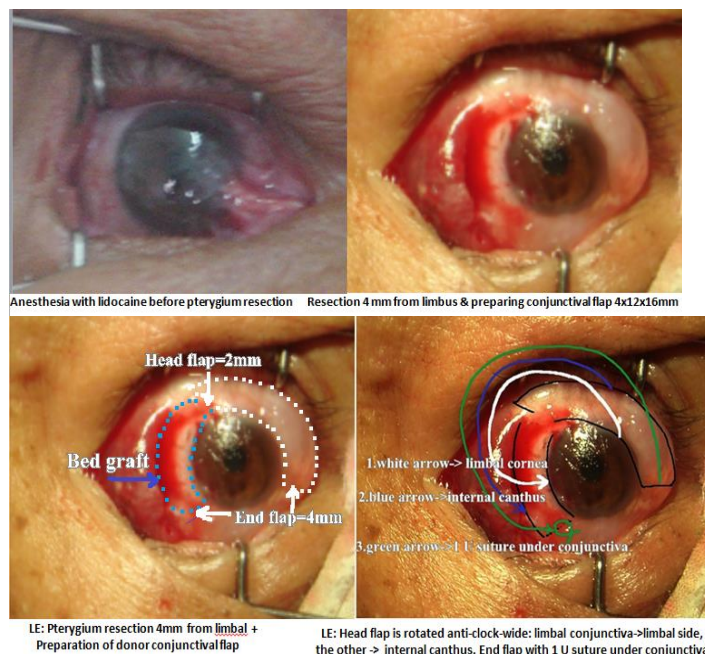 Anesthesia with lidocaine before pterygium resection
Resection 4 mm from limbus & preparing conjunctival flap 4x12x16mm
Head flap=2mm
Bed graft
End flap=4mm
1.white arrow-> limbal cornea
2.blue arrow->internal canthus
3.green arrow->1 U suture under conjunctiva
LE: Pterygium resection 4mm from limbal +
Preparation of donor conjunctival flap
LE: Head flap is rotated anti-clock-wide: limbal conjunctiva->limbal side,
the other -> internal canthus. End flap with 1 U suture under conjunctiva